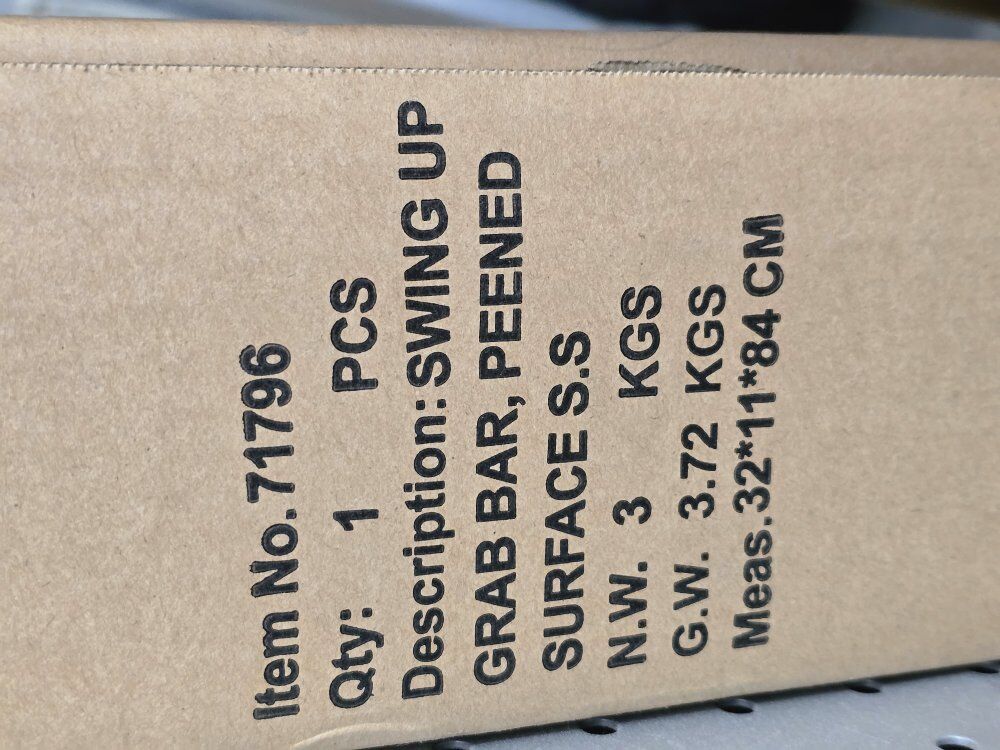 Item No.71796
Qty: 1 PCS
Description:SWING UP
GRAB BAR, PEENED
SURFACE S.S
N.W. 3 KGS
G.W. 3.72 KGS
Meas.32*11*84 CM